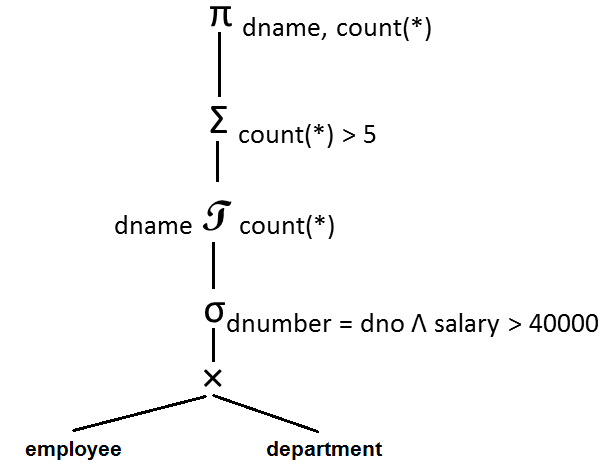 π dname, count(*)
Σ count(*) > 5
dname 𝓣 count(*)
σ dnumber = dno Λ salary > 40000
×
employee department